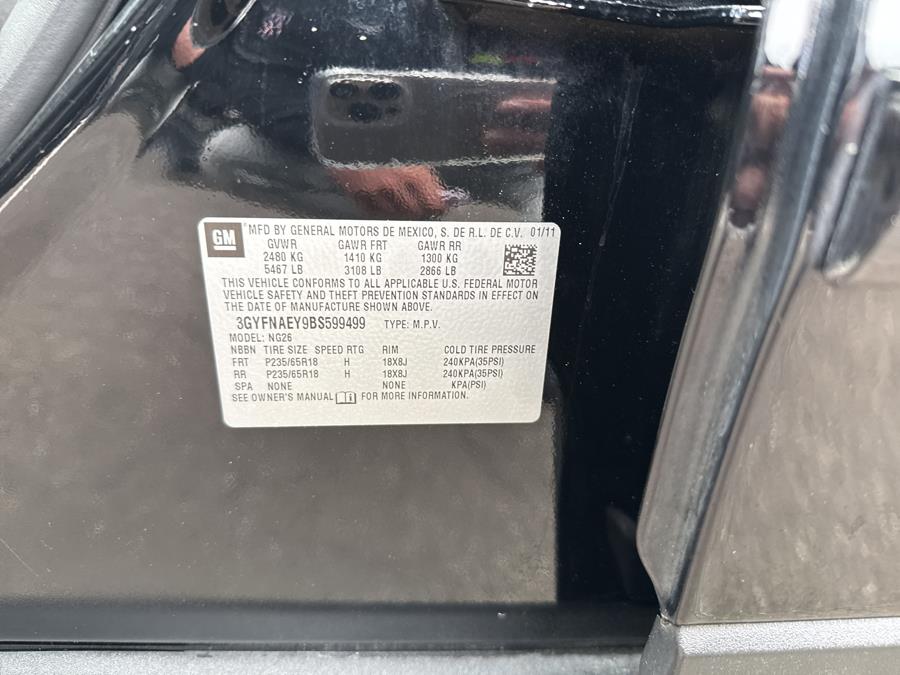 GM
MFD BY GENERAL MOTORS DE MEXICO, S. DE R.L. DE C.V. 01/11
GVWR GAWR FRT GAWR RR
2480 KG 1410 KG 1300 KG
5467 LB 3108 LB 2866 LB
THIS VEHICLE CONFORMS TO ALL APPLICABLE U.S. FEDERAL MOTOR
VEHICLE SAFETY AND THEFT PREVENTION STANDARDS IN EFFECT ON
THE DATE OF MANUFACTURE SHOWN ABOVE.
3GYFNAEY9BS599499 TYPE: M.P.V.
MODEL: NG26
NBBN TIRE SIZE SPEED RTG RIM COLD TIRE PRESSURE
FRT P235/65R18 H 18X8J 240KPA(35PSI)
RR P235/65R18 H 18X8J 240KPA(35PSI)
SPA NONE NONE KPA(PSI)
SEE OWNER'S MANUAL FOR MORE INFORMATION.